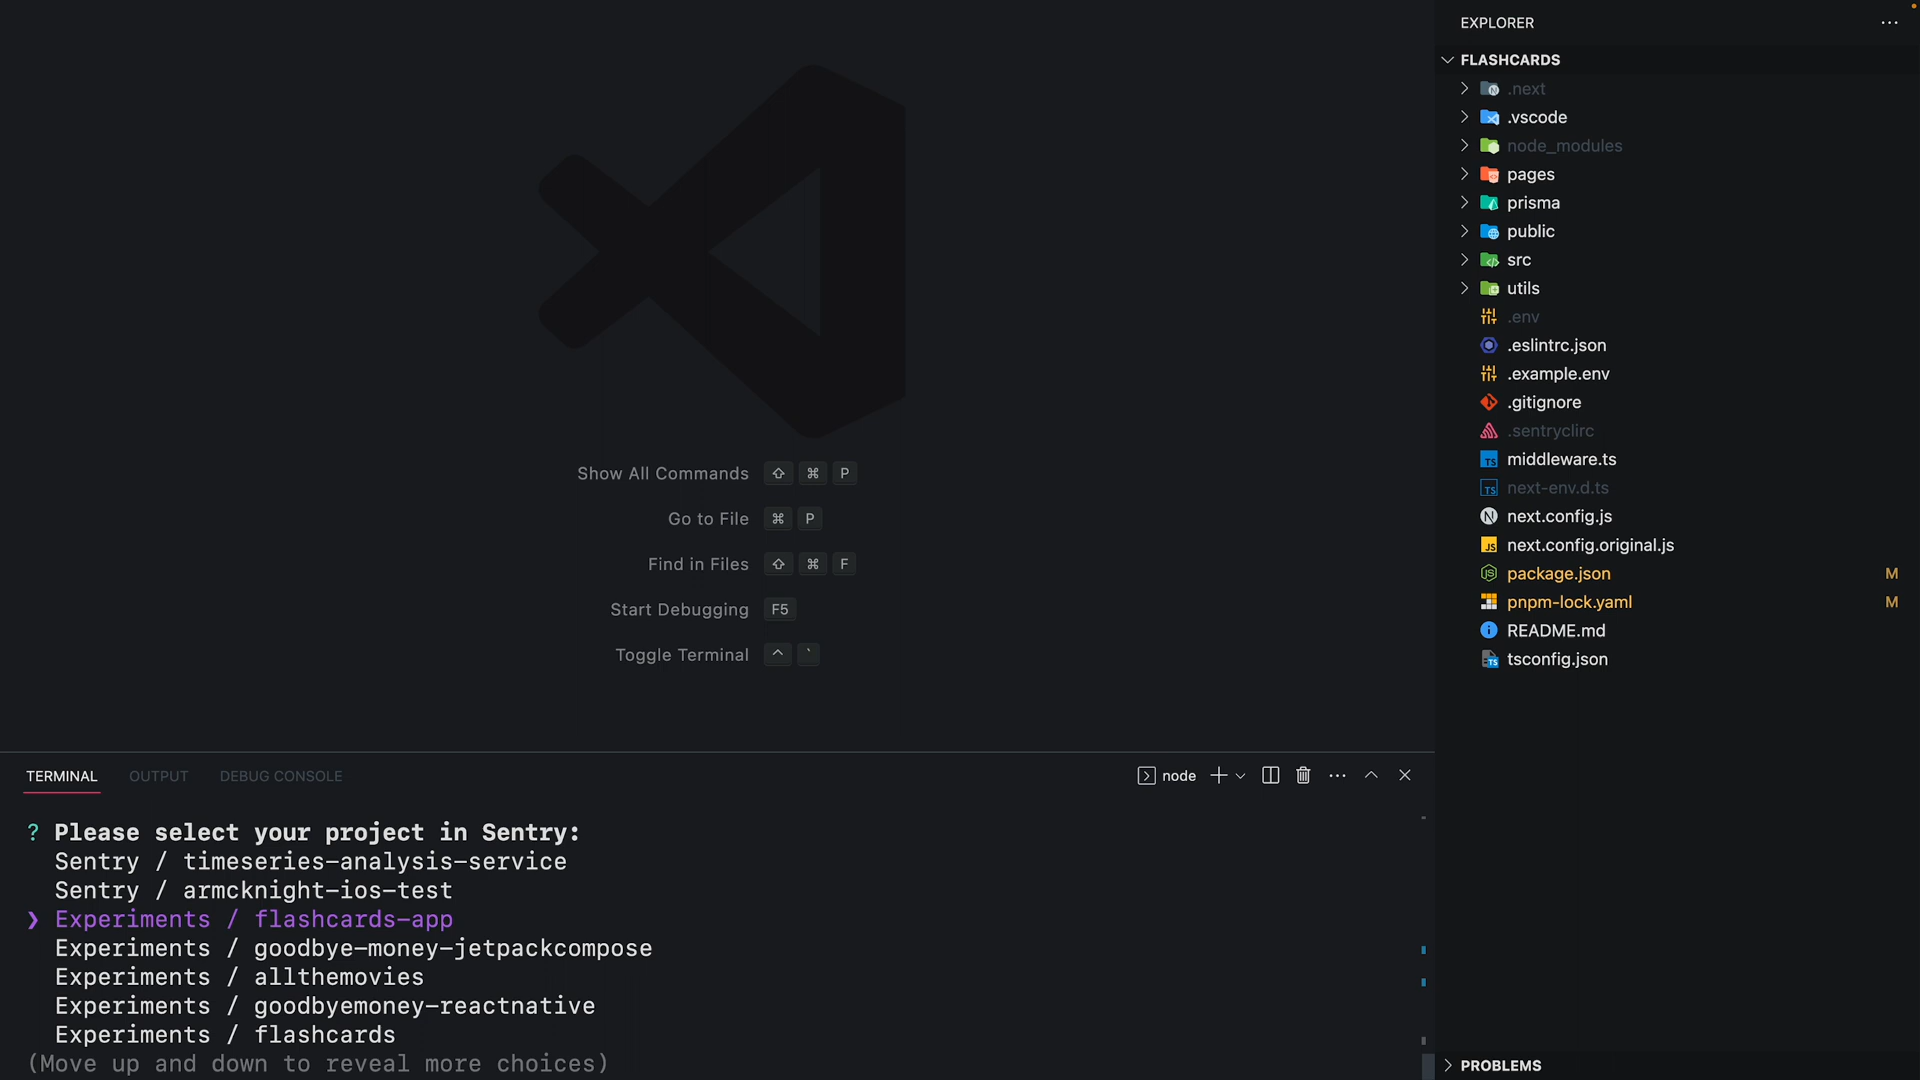 Show All Commands ⇧ ⌘ P
Go to File ⌘ P
Find in Files ⇧ ⌘ F
Start Debugging F5
Toggle Terminal ^ `
TERMINAL OUTPUT DEBUG CONSOLE
node
? Please select your project in Sentry:
Sentry / timeseries-analysis-service
Sentry / armcknight-ios-test
❯ Experiments / flashcards-app
Experiments / goodbye-money-jetpackcompose
Experiments / allthemovies
Experiments / goodbyemoney-reactnative
Experiments / flashcards
(Move up and down to reveal more choices)
EXPLORER
FLASHCARDS
.next
.vscode
node_modules
pages
prisma
public
src
utils
.env
.eslintrc.json
.example.env
.gitignore
.sentryclirc
middleware.ts
next-env.d.ts
next.config.js
next.config.original.js
package.json M
pnpm-lock.yaml M
README.md
tsconfig.json
PROBLEMS